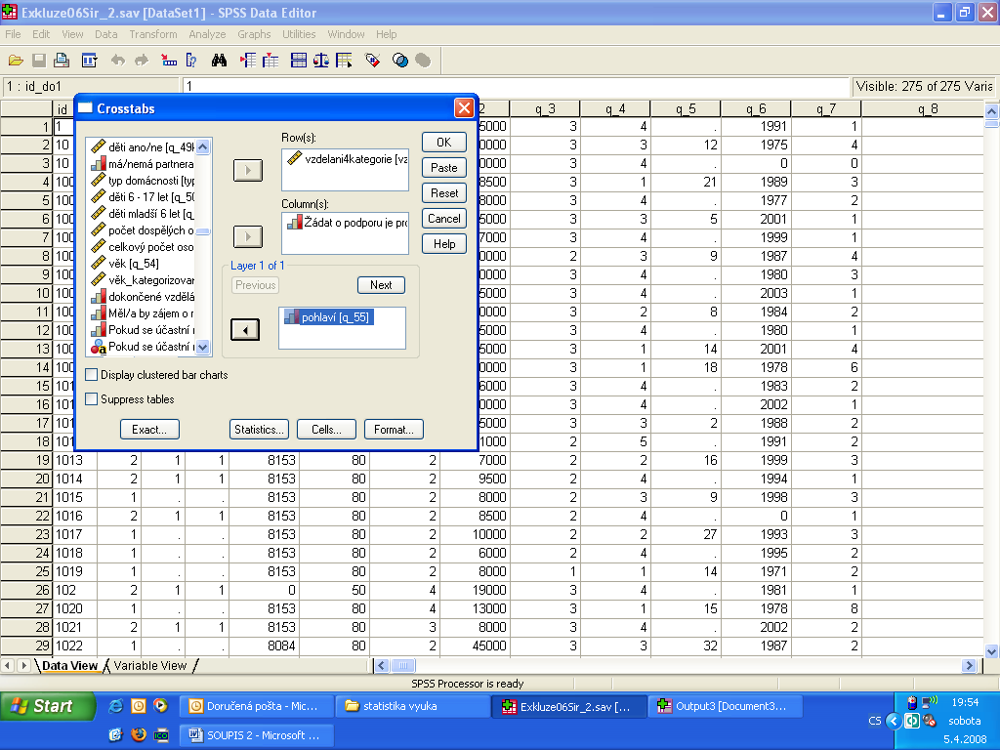 Exkluze06Sir_2.sav [DataSet1] - SPSS Data Editor
File Edit View Data Transform Analyze Graphs Utilities Window Help
1 : id_do1 1 Visible: 275 of 275 Varia
id 2 q_3 q_4 q_5 q_6 q_7 q_8
Crosstabs
děti ano/ne [q_49k
má/nemá partnera
typ domácnosti [typ
děti 6 - 17 let [q_50
děti mladší 6 let [q_
počet dospělých o
celkový počet oso
věk [q_54]
věk_kategorizovan
dokončené vzdělá
Měl/a by zájem o r
Pokud se účastní r
Pokud se účastní r
Row(s):
vzdelani4kategorie [vz
Column(s):
Žádat o podporu je pro
Layer 1 of 1
Previous Next
pohlaví [q_55]
OK
Paste
Reset
Cancel
Help
Display clustered bar charts
Suppress tables
Exact... Statistics... Cells... Format...
1 1 5000 3 4 . 1991 1
2 10 0000 3 3 12 1975 4
3 10 0 3 4 . 0 0
4 100 8500 3 1 21 1989 3
5 100 8000 3 4 . 1977 2
6 100 5000 3 3 5 2001 1
7 100 7000 3 4 . 1999 1
8 100 0000 2 3 9 1987 4
9 100 0000 3 4 . 1980 3
10 100 5000 3 4 . 2003 1
11 100 0000 3 2 8 1984 2
12 100 5000 3 4 . 1980 1
13 100 5000 3 1 14 2001 4
14 100 0000 3 1 18 1978 6
15 101 6000 3 4 . 1983 2
16 101 0000 3 4 . 2002 1
17 101 5000 3 3 2 1988 2
18 101 1000 2 5 . 1991 2
19 1013 2 1 1 8153 80 2 7000 2 2 16 1999 3
20 1014 2 1 1 8153 80 2 9500 2 4 . 1994 1
21 1015 1 . . 8153 80 2 8000 2 3 9 1998 3
22 1016 2 1 1 8153 80 2 8500 2 4 . 0 1
23 1017 1 . . 8153 80 2 10000 2 2 27 1993 3
24 1018 1 . . 8153 80 2 6000 2 4 . 1995 2
25 1019 1 . . 8153 80 2 8000 1 1 14 1971 2
26 102 2 1 1 0 50 4 19000 3 4 . 1981 1
27 1020 1 . . 8153 80 4 13000 3 1 15 1978 8
28 1021 2 1 1 8153 80 3 8000 3 4 . 2002 2
29 1022 1 . . 8084 80 2 45000 3 3 32 1987 2
Data View Variable View
SPSS Processor is ready
Start Doručená pošta - Mic... statistika vyuka Exkluze06Sir_2.sav [... Output3 [Document3...
SOUPIS 2 - Microsoft ...
CS
19:54
sobota
5.4.2008